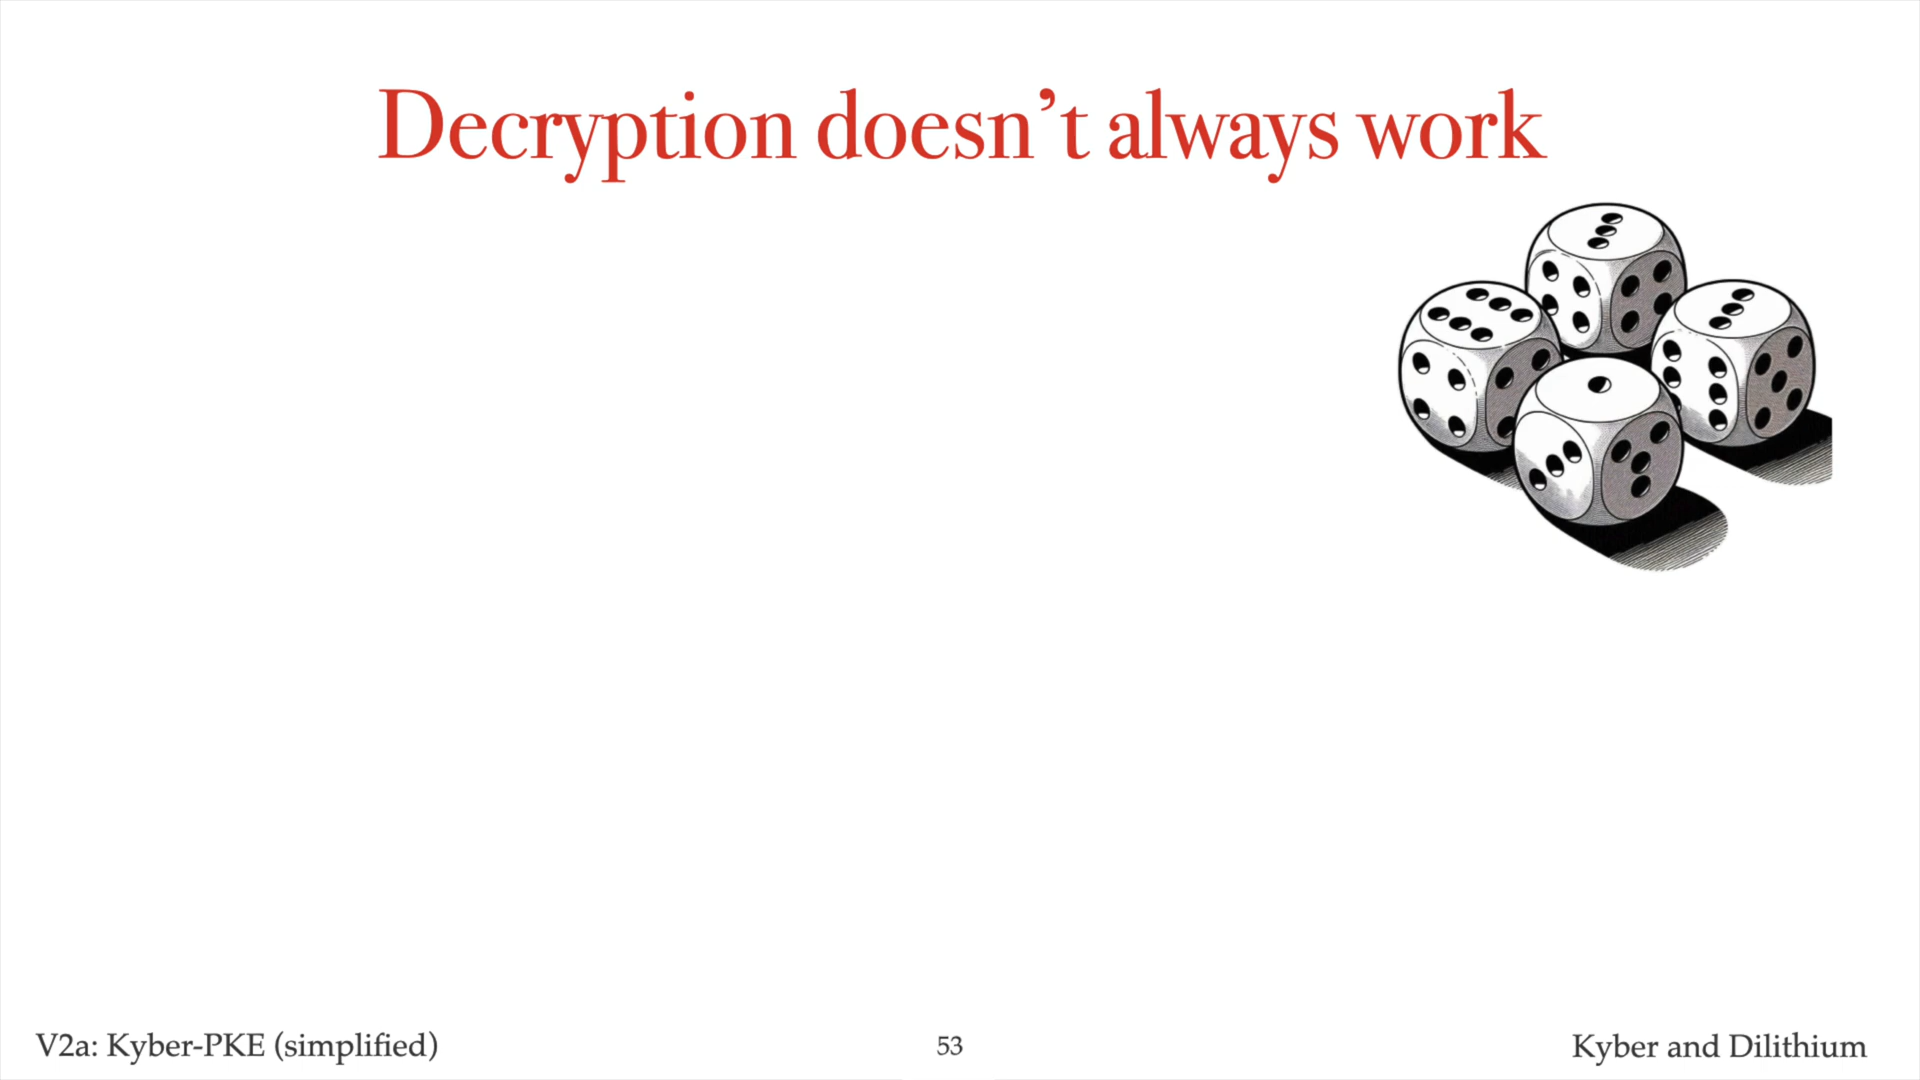 Decryption doesn’t always work
V2a: Kyber-PKE (simplified)
53
Kyber and Dilithium